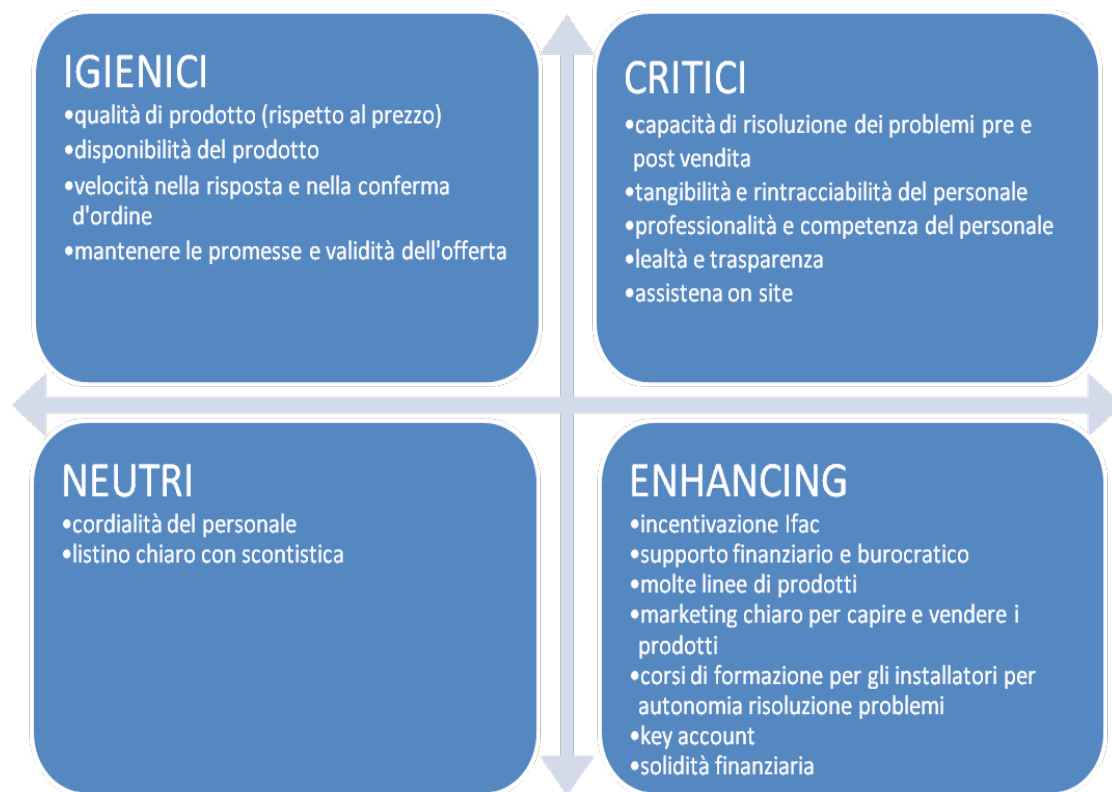 IGIENICI
•qualità di prodotto (rispetto al prezzo)
•disponibilità del prodotto
•velocità nella risposta e nella conferma
d'ordine
•mantenere le promesse e validità dell'offerta
CRITICI
•capacità di risoluzione dei problemi pre e
post vendita
•tangibilità e rintracciabilità del personale
•professionalità e competenza del personale
•lealtà e trasparenza
•assistena on site
NEUTRI
•cordialità del personale
•listino chiaro con scontistica
ENHANCING
•incentivazione Ifac
•supporto finanziario e burocratico
•molte linee di prodotti
•marketing chiaro per capire e vendere i
prodotti
•corsi di formazione per gli installatori per
autonomia risoluzione problemi
•key account
•solidità finanziaria